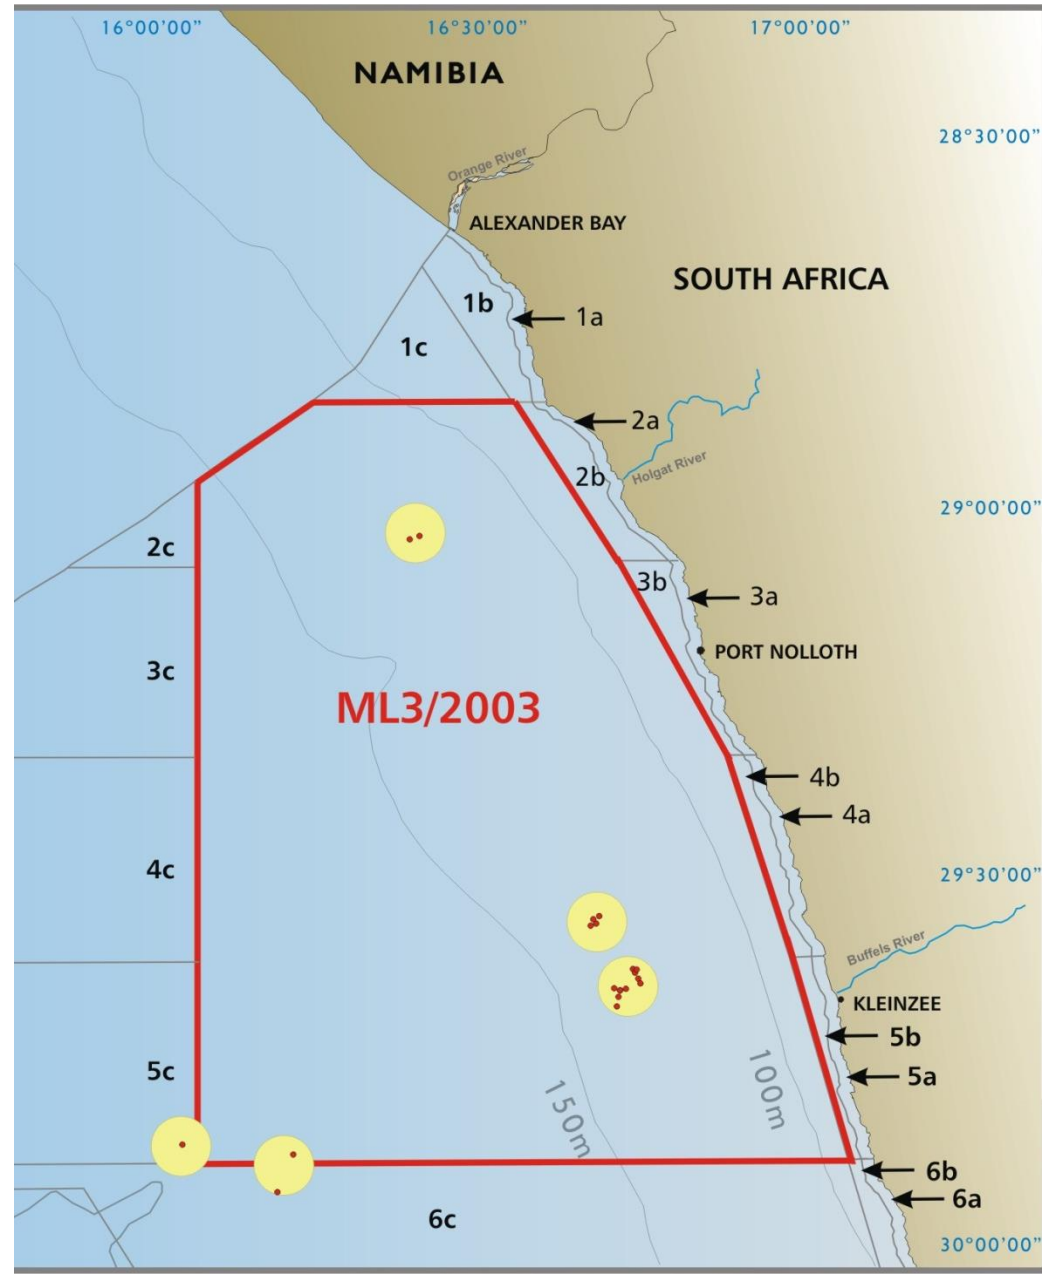 16°00'00” 16°30'00” 17°00'00”
NAMIBIA
28°30'00”
Orange River
ALEXANDER BAY
SOUTH AFRICA
1b
1a
1c
2a
Holgat River
2b
29°00'00”
2c
3b
3a
PORT NOLLOTH
3c
ML3/2003
4b
4a
4c
29°30'00”
Buffels River
KLEINZEE
5b
5c
5a
150m
100m
6b
6a
6c
30°00'00”